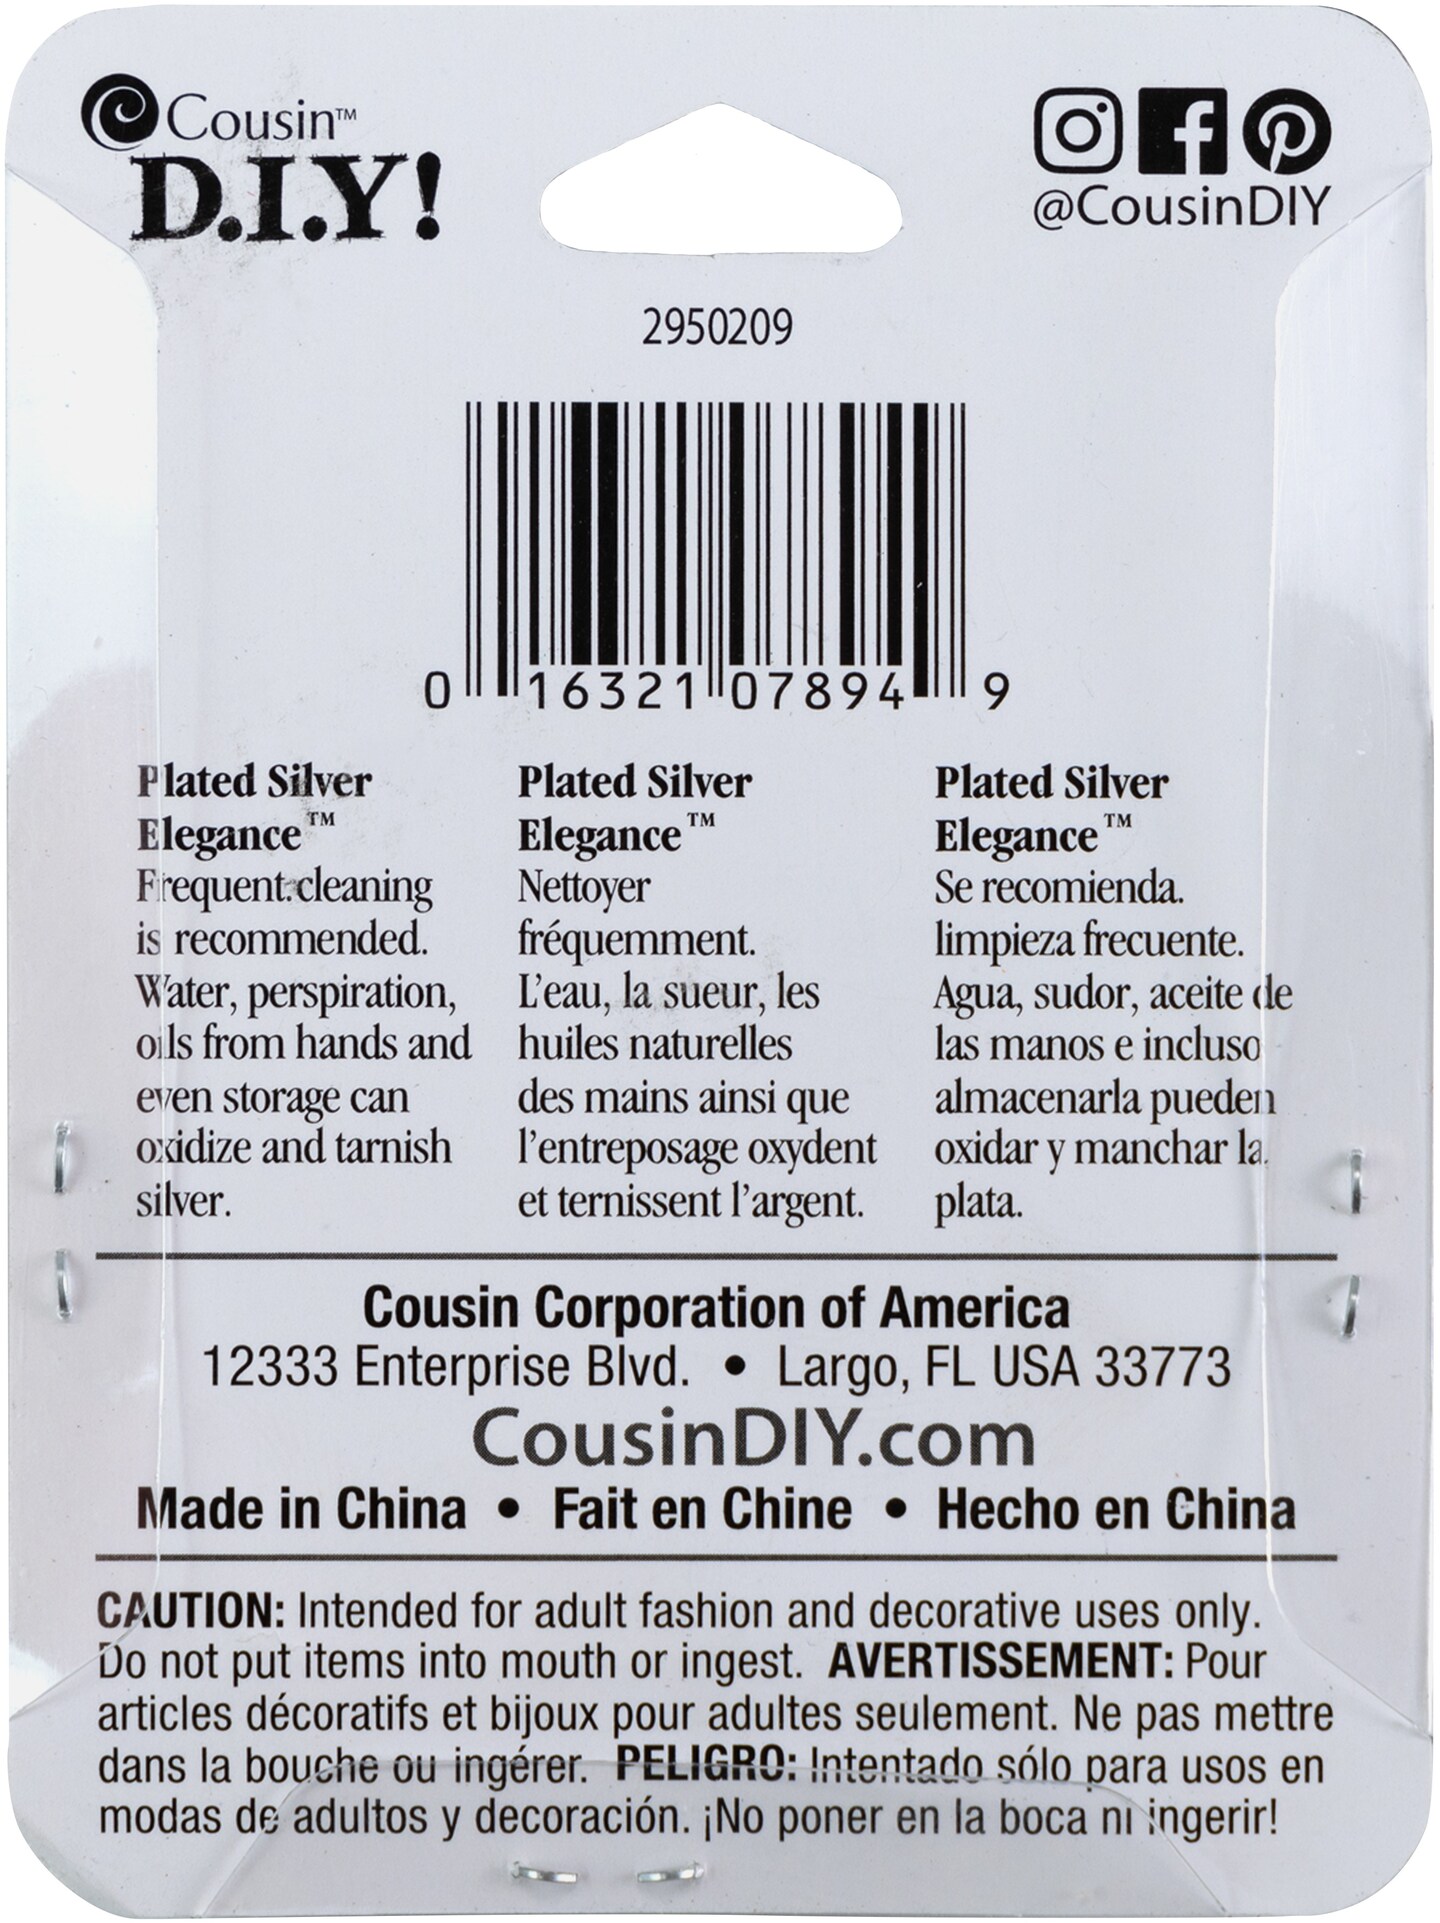 Cousin™
D.I.Y!
@CousinDIY
2950209
0 16321 07894 9
Plated Silver
Elegance™
Frequent cleaning
is recommended.
Water, perspiration,
oils from hands and
even storage can
oxidize and tarnish
silver.
Plated Silver
Elegance™
Nettoyer
fréquemment.
L'eau, la sueur, les
huiles naturelles
des mains ainsi que
l'entreposage oxydent
et ternissent l'argent.
Plated Silver
Elegance™
Se recomienda.
limpieza frecuente.
Agua, sudor, aceite de
las manos e incluso
almacenarla pueden
oxidar y manchar la
plata.
Cousin Corporation of America
12333 Enterprise Blvd. • Largo, FL USA 33773
CousinDIY.com
Made in China • Fait en Chine • Hecho en China
CAUTION: Intended for adult fashion and decorative uses only.
Do not put items into mouth or ingest. AVERTISSEMENT: Pour
articles décoratifs et bijoux pour adultes seulement. Ne pas mettre
dans la bouche ou ingérer. PELIGRO: Intentado sólo para usos en
modas de adultos y decoración. ¡No poner en la boca ni ingerir!